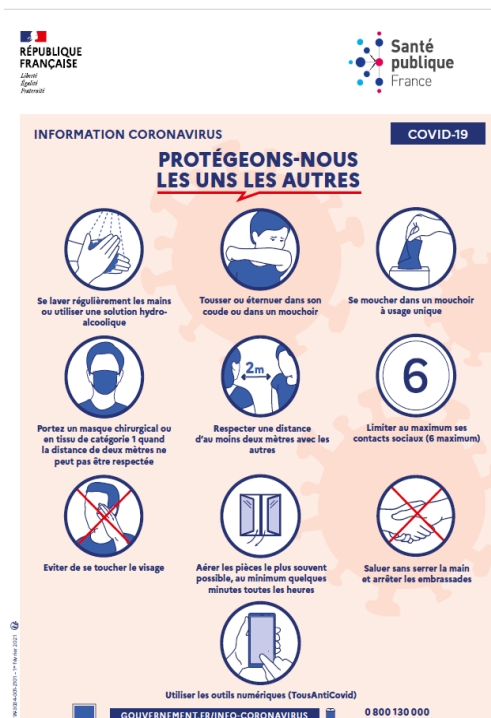 RÉPUBLIQUE
FRANÇAISE
Liberté
Égalité
Fraternité
Santé
publique
France
INFORMATION CORONAVIRUS
COVID-19
PROTÉGEONS-NOUS
LES UNS LES AUTRES
Se laver régulièrement les mains
ou utiliser une solution hydro-
alcoolique
Tousser ou éternuer dans son
coude ou dans un mouchoir
Se moucher dans un mouchoir
à usage unique
2m
6
Portez un masque chirurgical ou
en tissu de catégorie 1 quand
la distance de deux mètres ne
peut pas être respectée
Respecter une distance
d'au moins deux mètres avec les
autres
Limiter au maximum ses
contacts sociaux (6 maximum)
Eviter de se toucher le visage
Aérer les pièces le plus souvent
possible, au minimum quelques
minutes toutes les heures
Saluer sans serrer la main
et arrêter les embrassades
Utiliser les outils numériques (TousAntiCovid)
GOUVERNEMENT.FR/INFO-CORONAVIRUS
0 800 130 000